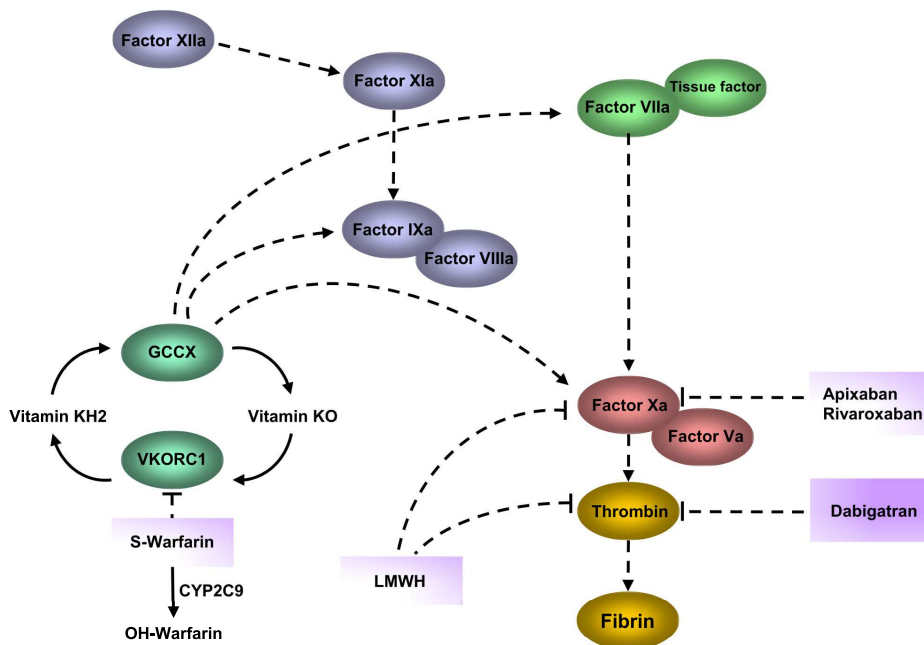 Factor XIIa
Factor XIa
Tissue factor
Factor VIIa
Factor IXa
Factor VIIIa
GCCX
Vitamin KH2
Vitamin KO
VKORC1
Factor Xa
Apixaban
Rivaroxaban
Factor Va
Thrombin
Dabigatran
S-Warfarin
LMWH
CYP2C9
Fibrin
OH-Warfarin